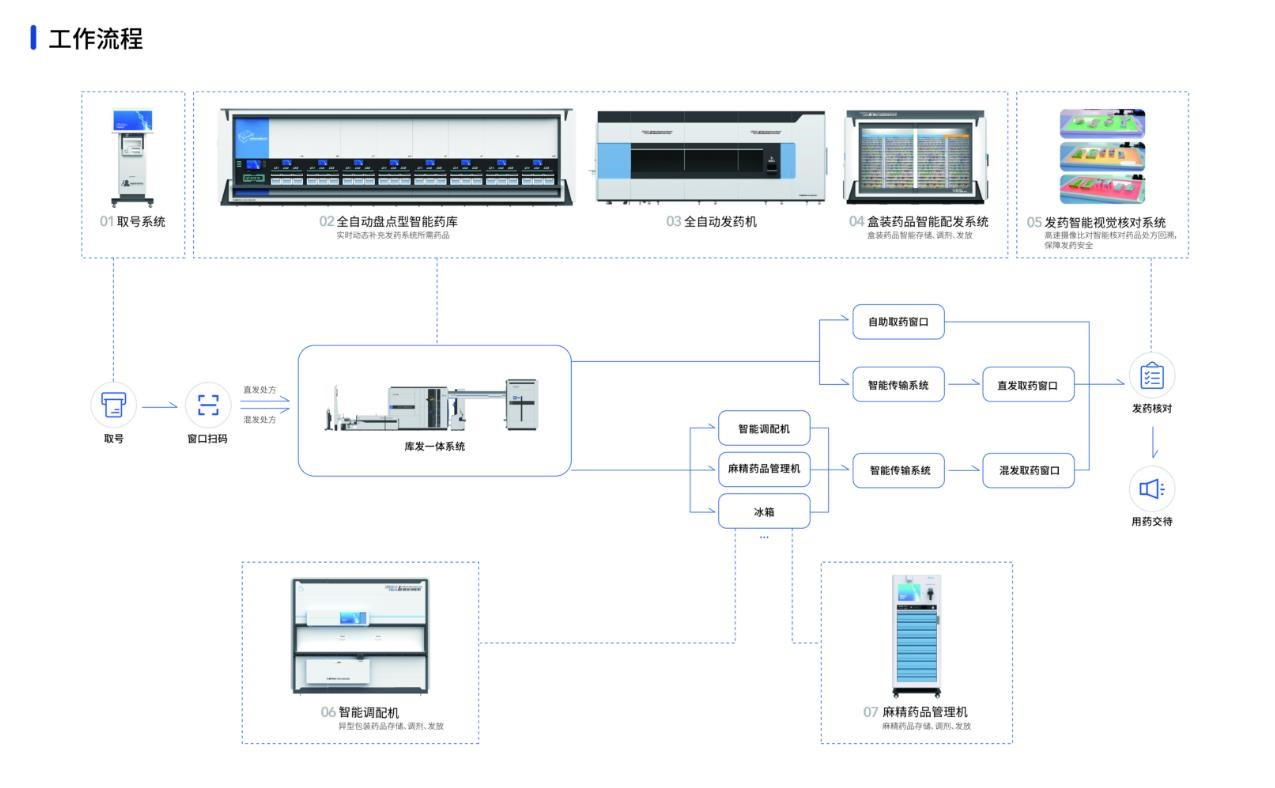 工作流程
01 取号系统
02 全自动盘点型智能药库
实时动态补充发药系统所需药品
03 全自动发药机
04 盒装药品智能配发系统
盒装药品智能存储、调剂、发放
05 发药智能视觉核对系统
高速摄像比对智能核对药品处方回溯,
保障发药安全
取号
窗口扫码
直发处方
混发处方
库发一体系统
自助取药窗口
智能传输系统
直发取药窗口
智能调配机
麻精药品管理机
冰箱
...
智能传输系统
混发取药窗口
发药核对
用药交待
06 智能调配机
异型包装药品存储、调剂、发放
07 麻精药品管理机
麻精药品存储、调剂、发放